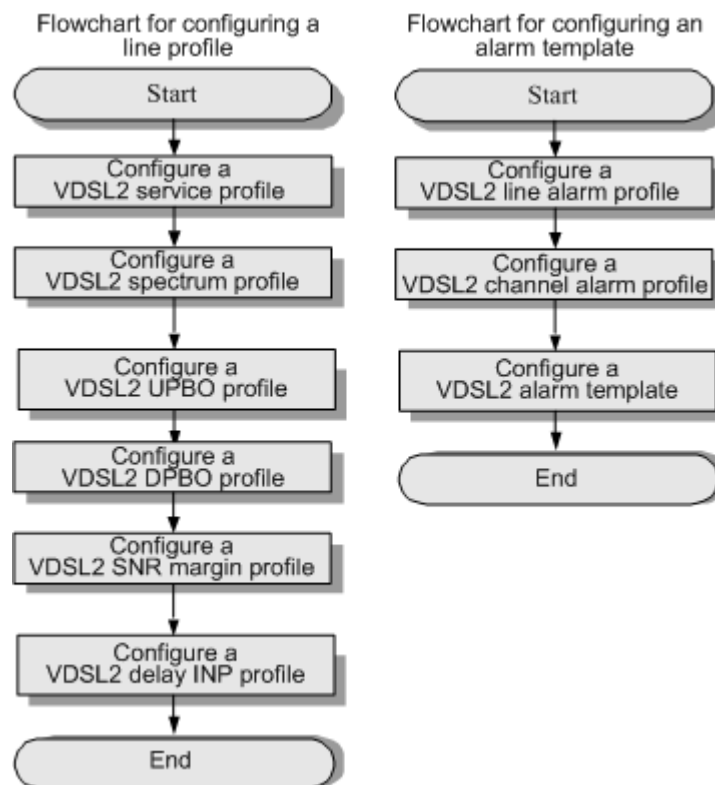 Flowchart for configuring a
line profile
Start
Configure a
VDSL2 service profile
Configure a
VDSL2 spectrum profile
Configure a
VDSL2 UPBO profile
Configure a
VDSL2 DPBO profile
Configure a
VDSL2 SNR margin profile
Configure a
VDSL2 delay INP profile
End
Flowchart for configuring an
alarm template
Start
Configure a
VDSL2 line alarm profile
Configure a
VDSL2 channel alarm profile
Configure a
VDSL2 alarm template
End